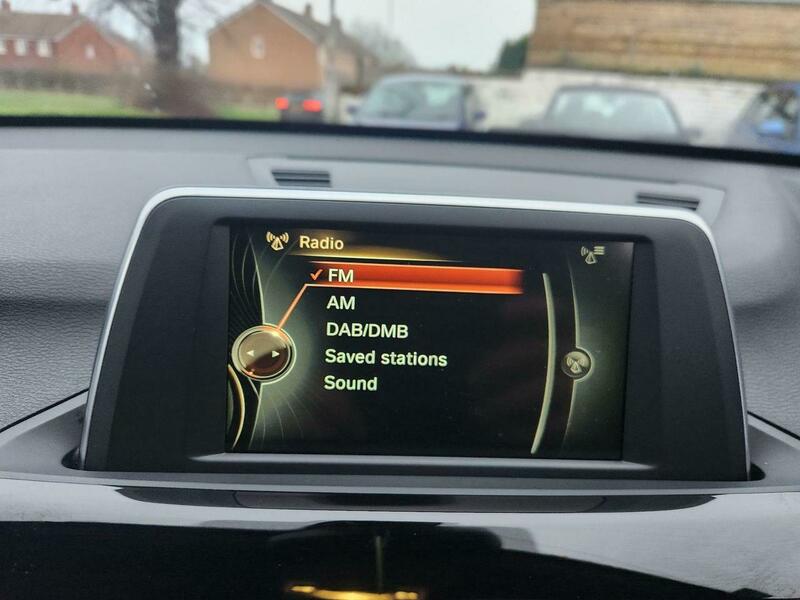 Radio
FM
AM
DAB/DMB
Saved stations
Sound